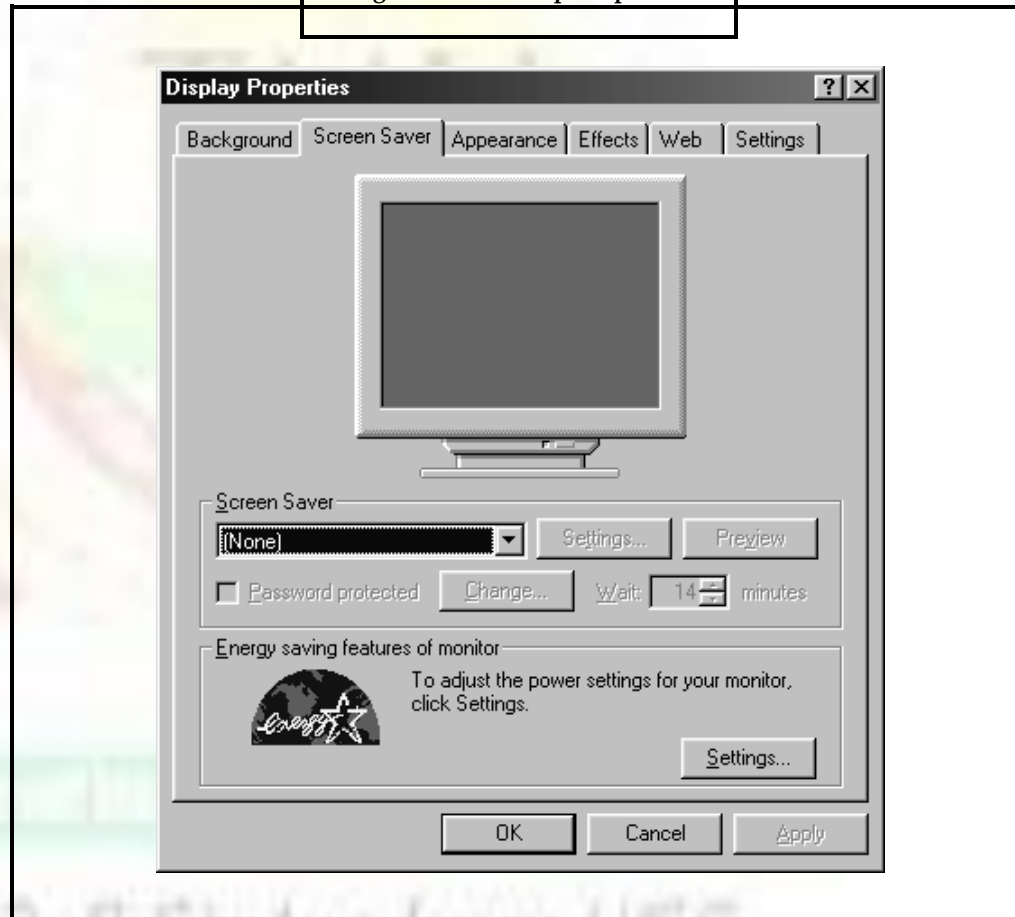 Display Properties
Background Screen Saver Appearance Effects Web Settings
Screen Saver
(None) Settings... Preview
Password protected Change... Wait: 14 minutes
Energy saving features of monitor
To adjust the power settings for your monitor,
click Settings.
energy
Settings...
OK Cancel Apply